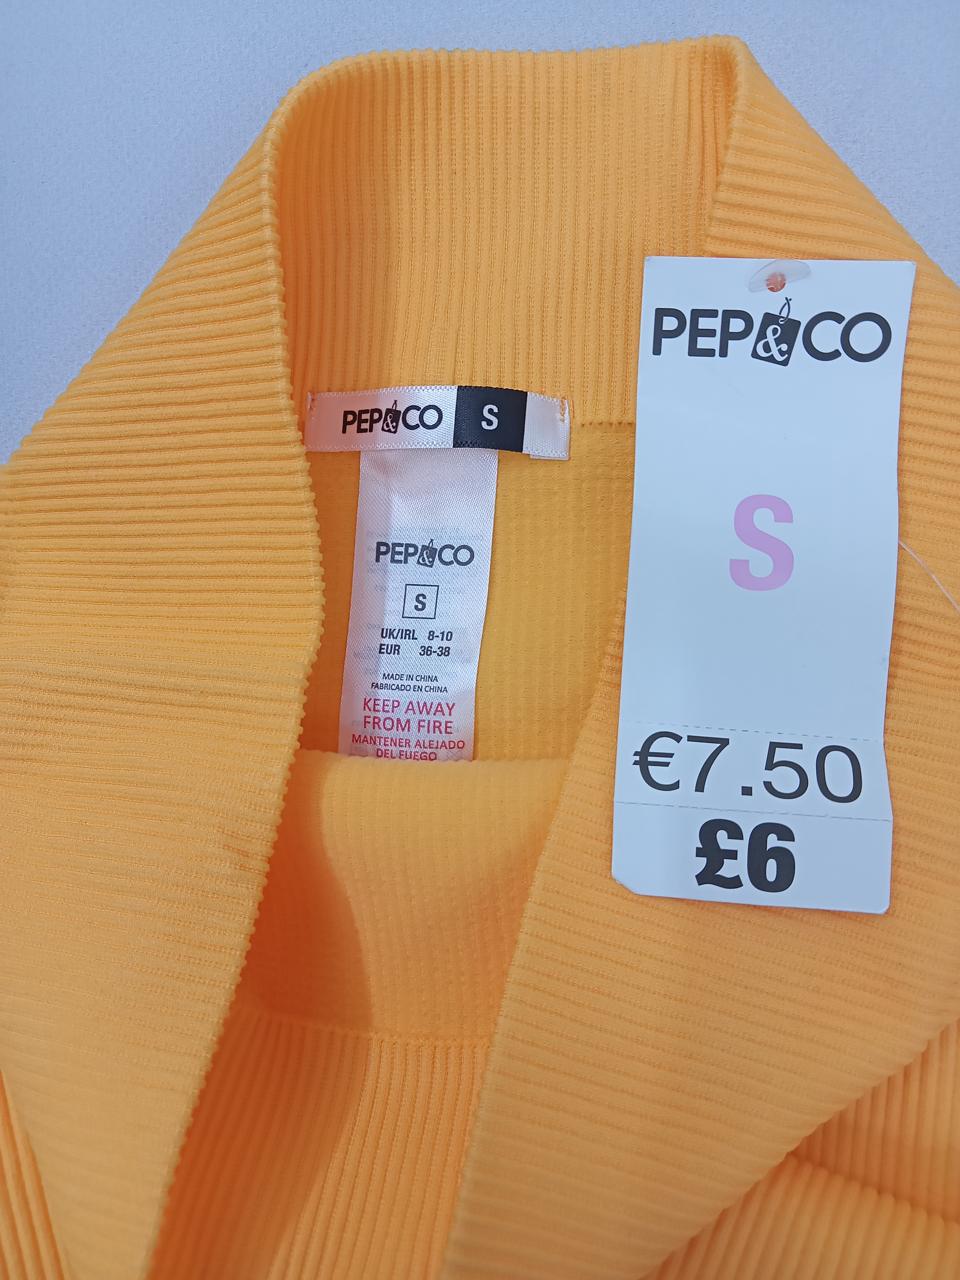 PEP&CO S
PEP&CO
S
UK/IRL 8-10
EUR 36-38
MADE IN CHINA
FABRICADO EN CHINA
KEEP AWAY
FROM FIRE
MANTENER ALEJADO
DEL FUEGO
PEP&CO
S
€7.50
£6